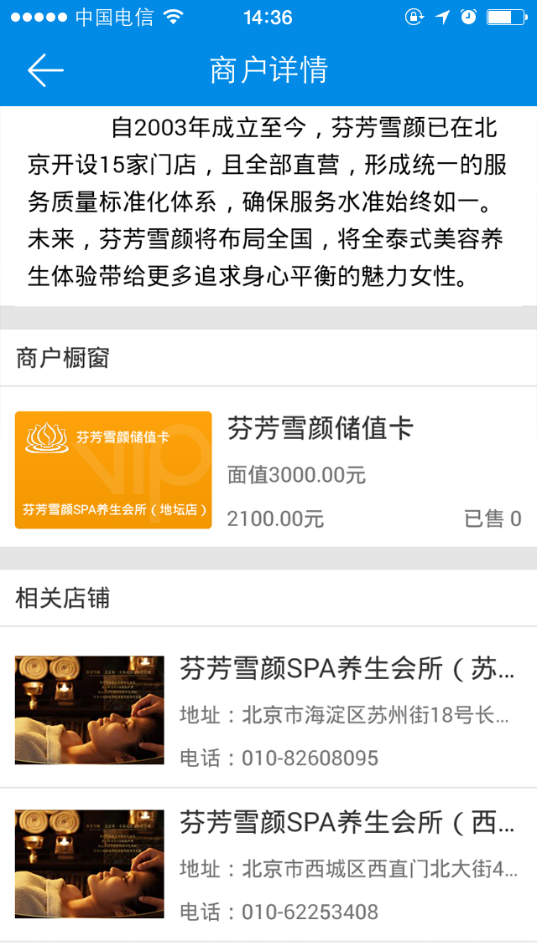 中国电信
14:36
商户详情
自2003年成立至今，芬芳雪颜已在北
京开设15家门店，且全部直营，形成统一的服
务质量标准化体系，确保服务水准始终如一。
未来，芬芳雪颜将布局全国，将全泰式美容养
生体验带给更多追求身心平衡的魅力女性。
商户橱窗
芬芳雪颜储值卡
vip
芬芳雪颜SPA养生会所（地坛店）
芬芳雪颜储值卡
面值3000.00元
2100.00元
已售 0
相关店铺
芬芳雪颜SPA养生会所（苏...
地址：北京市海淀区苏州街18号长...
电话：010-82608095
芬芳雪颜SPA养生会所（西...
地址：北京市西城区西直门北大街4...
电话：010-62253408